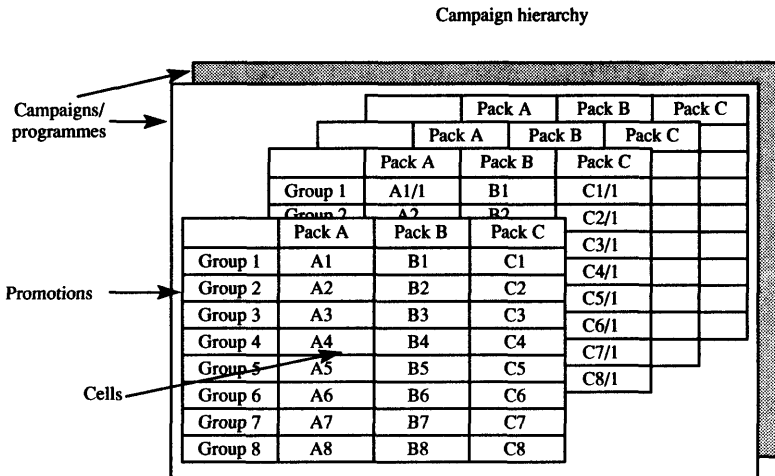 Campaign hierarchy
Campaigns/
programmes
Pack A Pack B Pack C
Pack A Pack B Pack C
Pack A Pack B Pack C
Group 1 A1/1 B1 C1/1
Group 2 A2 B2 C2/1
C3/1
C4/1
C5/1
C6/1
C7/1
C8/1
Promotions
Cells
Pack A Pack B Pack C
Group 1 A1 B1 C1
Group 2 A2 B2 C2
Group 3 A3 B3 C3
Group 4 A4 B4 C4
Group 5 A5 B5 C5
Group 6 A6 B6 C6
Group 7 A7 B7 C7
Group 8 A8 B8 C8